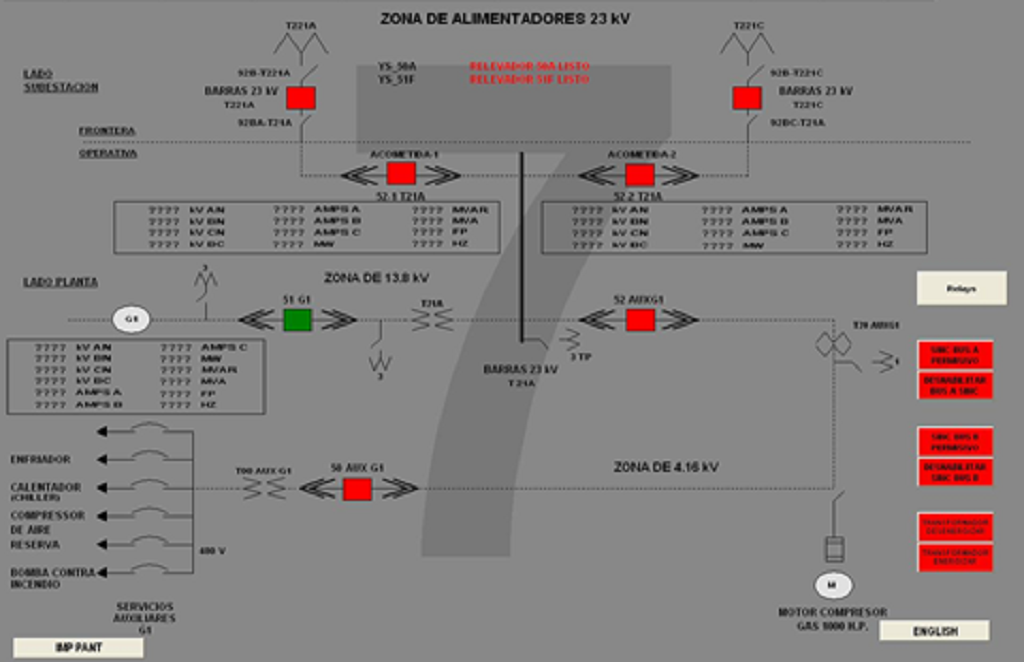 ZONA DE ALIMENTADORES 23 kV
T221A
T221C
YS_50A RELEVADOR 50A LISTO
YS_51F RELEVADOR 51F LISTO
LADO
SUBESTACION
92B-T221A
92B-T221C
BARRAS 23 kV
T221A
BARRAS 23 kV
T221C
92BA-T21A
92BC-T21A
FRONTERA
OPERATIVA
ACOMETIDA-1
ACOMETIDA-2
52-1 T21A
52-2 T21A
???? kV AN ???? AMPS A ???? MVAR
???? kV BN ???? AMPS B ???? MVA
???? kV CN ???? AMPS C ???? FP
???? kV BC ???? MW ???? HZ
???? kV AN ???? AMPS A ???? MVAR
???? kV BN ???? AMPS B ???? MVA
???? kV CN ???? AMPS C ???? FP
???? kV BC ???? MW ???? HZ
LADO PLANTA
3
ZONA DE 13.8 kV
Relays
G1
51 G1
T21A
52 AUXG1
T20 AUXG1
3
3 TP
6
BARRAS 23 kV
T 21A
???? kV AN ???? AMPS C
???? kV BN ???? MW
???? kV CN ???? MVAR
???? kV BC ???? MVA
???? AMPS A ???? FP
???? AMPS B ???? HZ
SINC BUS A
PERMISIVO
DESHABILITAR
BUS A SINC
SINC BUS B
PERMISIVO
DESHABILITAR
SINC BUS B
TRANSFORMADOR
TRANSFORMADOR
ENFRIADOR
CALENTADOR
(CHILLER)
COMPRESSOR
DE AIRE
RESERVA
BOMBA CONTRA
INCENDIO
480 V
AUX G1
50 AUX G1
ZONA DE 4.16 kV
M
MOTOR COMPRESOR
GAS 1000 H.P.
SERVICIOS
AUXILIARES
G1
IMP PANT
ENGLISH
7